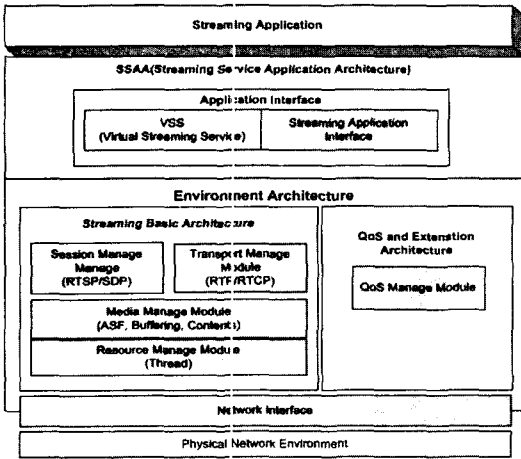 Streaming Application
SSAA(Streaming Service Application Architecture)
Application Interface
VSS
(Virtual Streaming Service)
Streaming Application
Interface
Environment Architecture
Streaming Basic Architecture
Session Manage
Manage
(RTSP/SDP)
Transport Manage
Module
(RTP/RTCP)
Media Manage Module
(ASF, Buffering, Contents)
Resource Manage Module
(Thread)
QoS and Extenstion
Architecture
QoS Manage Module
Network Interface
Physical Network Environment